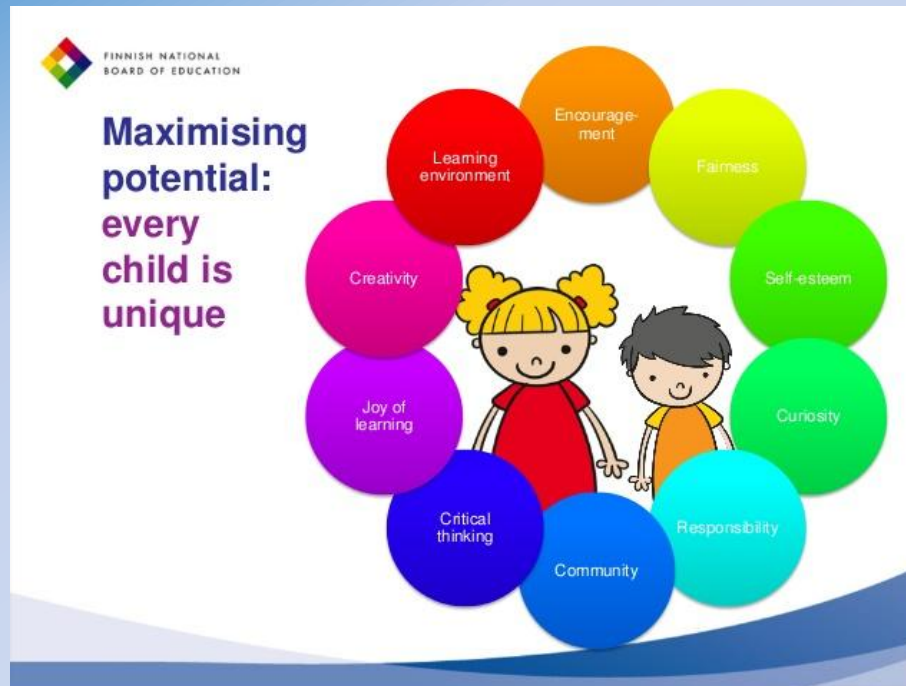 FINNISH NATIONAL
BOARD OF EDUCATION
Maximising
potential:
every
child is
unique
Encourage-
ment
Fairness
Self-esteem
Curiosity
Responsibility
Community
Critical
thinking
Joy of
learning
Creativity
Learning
environment